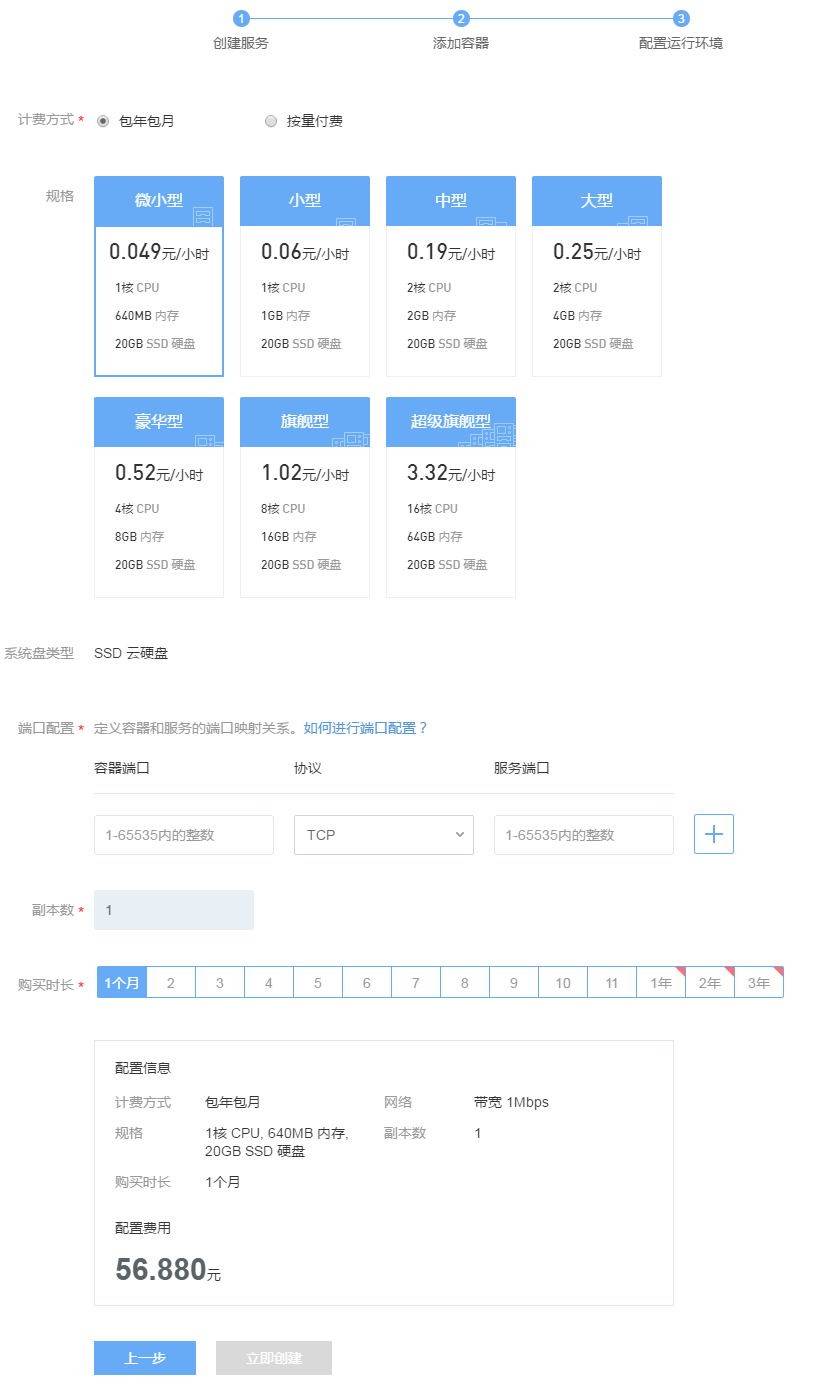 1 2 3
创建服务 添加容器 配置运行环境
计费方式 * 包年包月 按量付费
规格 微小型 小型 中型 大型
0.049元/小时 0.06元/小时 0.19元/小时 0.25元/小时
1核 CPU 1核 CPU 2核 CPU 2核 CPU
640MB 内存 1GB 内存 2GB 内存 4GB 内存
20GB SSD 硬盘 20GB SSD 硬盘 20GB SSD 硬盘 20GB SSD 硬盘
豪华型 旗舰型 超级旗舰型
0.52元/小时 1.02元/小时 3.32元/小时
4核 CPU 8核 CPU 16核 CPU
8GB 内存 16GB 内存 64GB 内存
20GB SSD 硬盘 20GB SSD 硬盘 20GB SSD 硬盘
系统盘类型 SSD 云硬盘
端口配置 * 定义容器和服务的端口映射关系。如何进行端口配置？
容器端口 协议 服务端口
1-65535内的整数 TCP 1-65535内的整数
副本数 * 1
购买时长 * 1个月 2 3 4 5 6 7 8 9 10 11 1年 2年 3年
配置信息
计费方式 包年包月 网络 带宽 1Mbps
规格 1核 CPU, 640MB 内存, 副本数 1
20GB SSD 硬盘
购买时长 1个月
配置费用
56.880元
上一步 立即创建